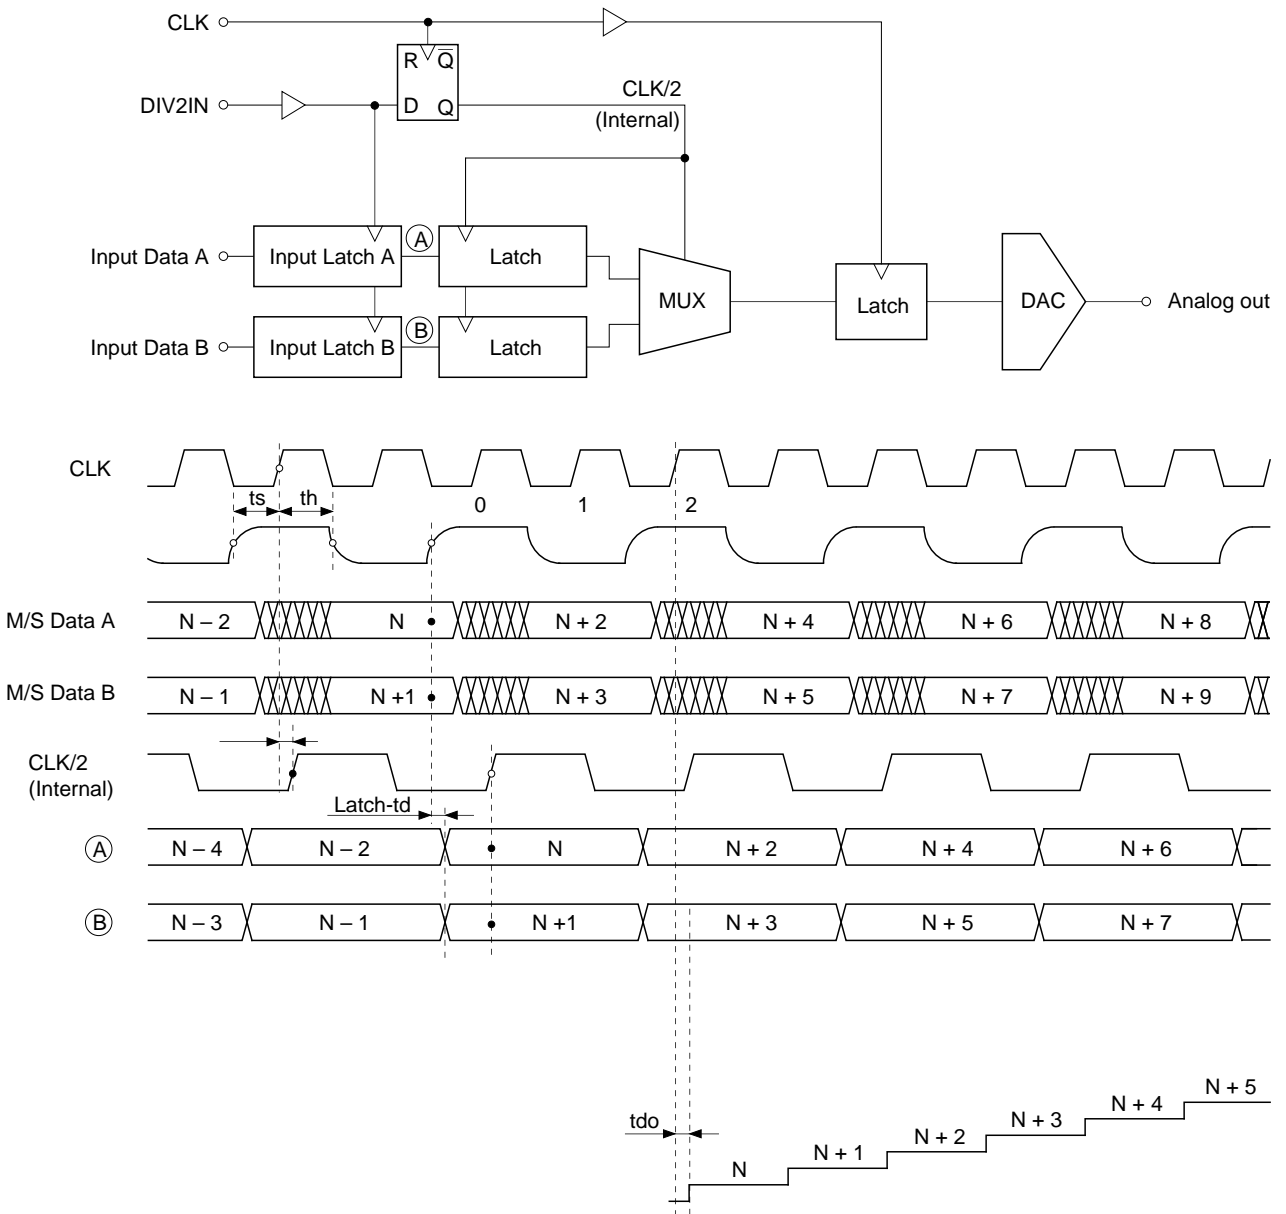 CLK
R Q
DIV2IN
D Q
CLK/2
(Internal)
Input Data A
Input Latch A
A
Latch
MUX
Latch
DAC
Analog out
Input Data B
Input Latch B
B
Latch
CLK
ts
th
0
1
2
M/S Data A
N – 2
N
N + 2
N + 4
N + 6
N + 8
M/S Data B
N – 1
N +1
N + 3
N + 5
N + 7
N + 9
CLK/2
(Internal)
Latch-td
A
N – 4
N – 2
N
N + 2
N + 4
N + 6
B
N – 3
N – 1
N +1
N + 3
N + 5
N + 7
tdo
N
N + 1
N + 2
N + 3
N + 4
N + 5